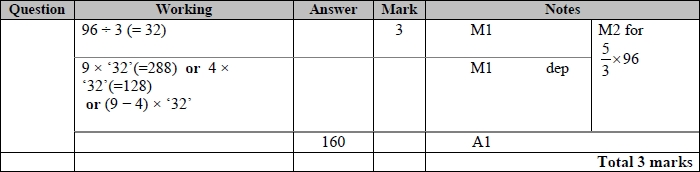 Question Working Answer Mark Notes
96 ÷ 3 (= 32) 3 M1 M2 for
5/3 × 96
9 × ‘32’(=288) or 4 × M1 dep
‘32’(=128)
or (9 − 4) × ‘32’
160 A1
Total 3 marks